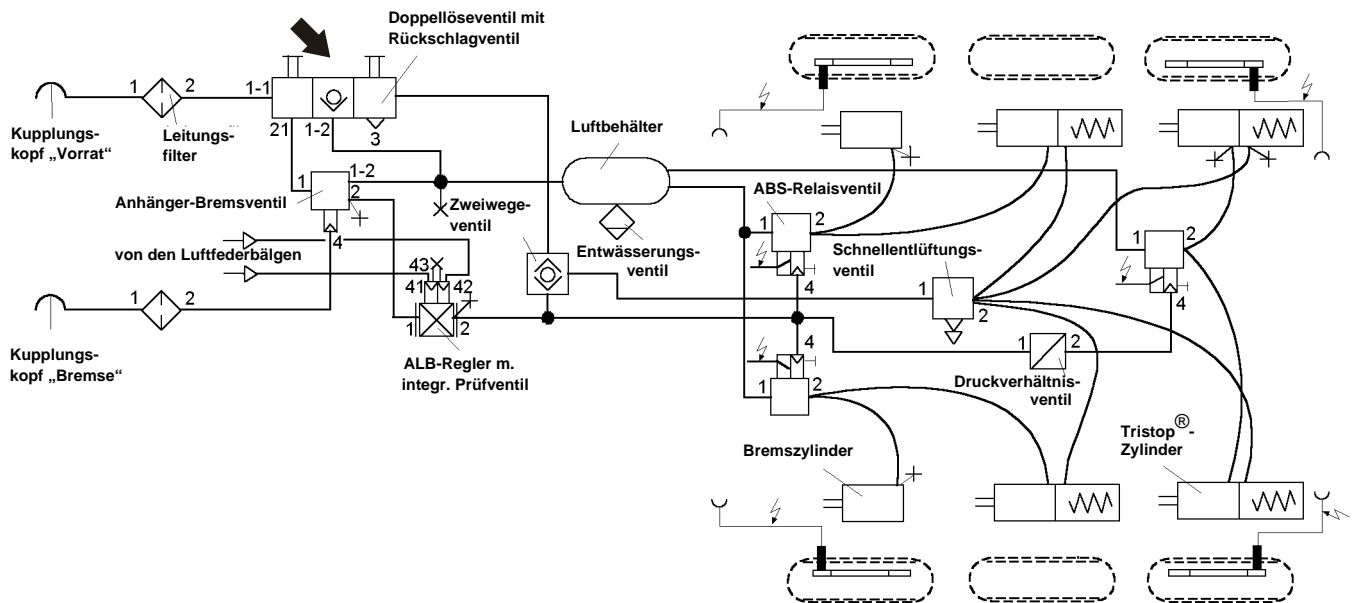 Doppellöseventil mit
Rückschlagventil
1 2 1-1
21 1-2 3
Kupplungs-
kopf „Vorrat“
Leitungs-
filter
Luftbehälter
1 1-2
2
4
Anhänger-Bremsventil
Zweiwege-
ventil
Entwässerungs-
ventil
ABS-Relaisventil
1 2
4
Schnellentlüftungs-
ventil
1
2
2
4
1
von den Luftfederbälgen
43
41 42
1 2
1 2
Kupplungs-
kopf „Bremse“
ALB-Regler m.
integr. Prüfventil
4
1 2
1 2
Druckverhältnis-
ventil
Bremszylinder
Tristop®-
Zylinder